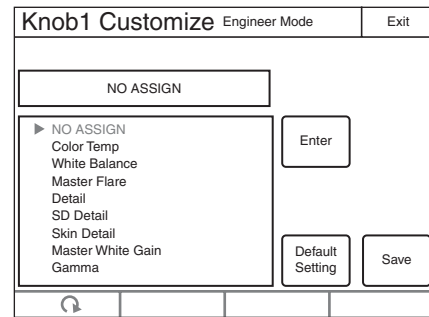 Knob1 Customize Engineer Mode Exit
NO ASSIGN
NO ASSIGN
Color Temp
White Balance
Master Flare
Detail
SD Detail
Skin Detail
Master White Gain
Gamma
Enter
Default
Setting
Save